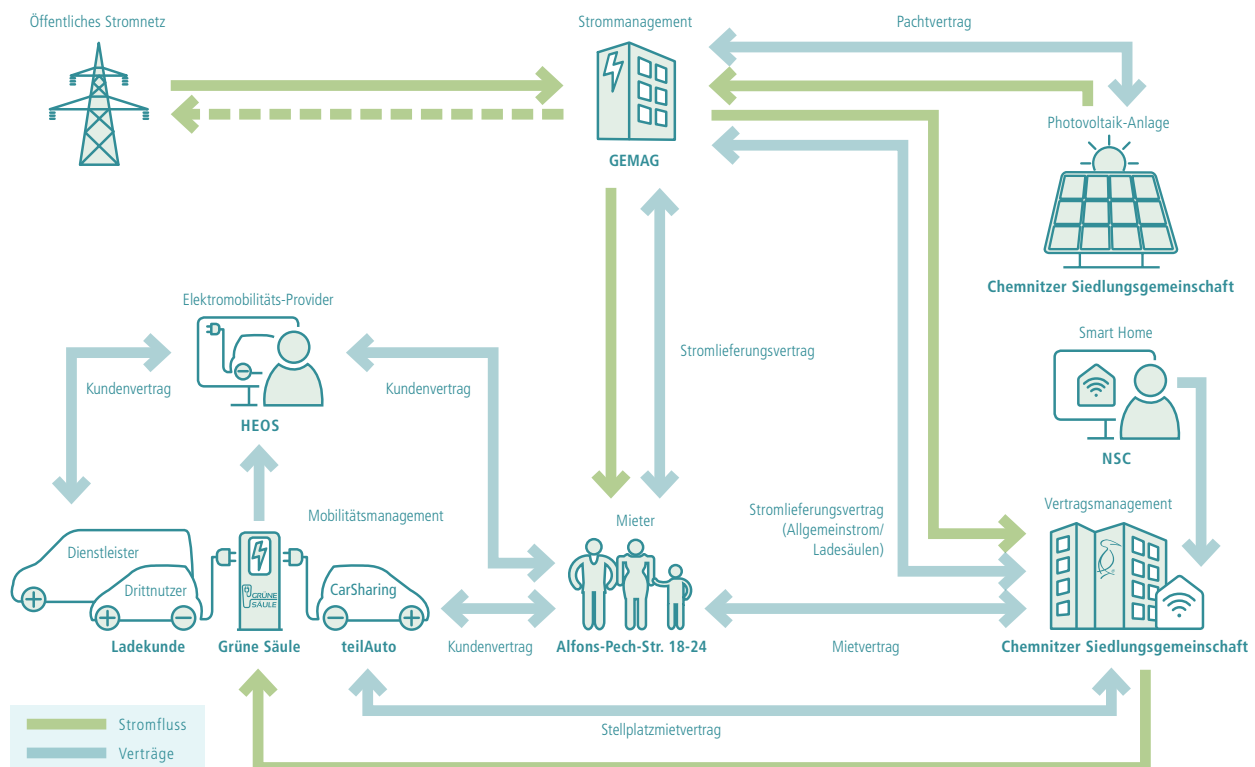 Öffentliches Stromnetz
Strommanagement
Pachtvertrag
GEMAG
Photovoltaik-Anlage
Chemnitzer Siedlungsgemeinschaft
Elektromobilitäts-Provider
Kundenvertrag
Kundenvertrag
HEOS
Stromlieferungsvertrag
Smart Home
NSC
Mobilitätsmanagement
Mieter
Stromlieferungsvertrag
(Allgemeinstrom/
Ladesäulen)
Vertragsmanagement
Dienstleister
Drittnutzer
GRÜNE
SÄULE
CarSharing
Ladekunde
Grüne Säule
teilAuto
Kundenvertrag
Alfons-Pech-Str. 18-24
Mietvertrag
Chemnitzer Siedlungsgemeinschaft
Stellplatzmietvertrag
Stromfluss
Verträge